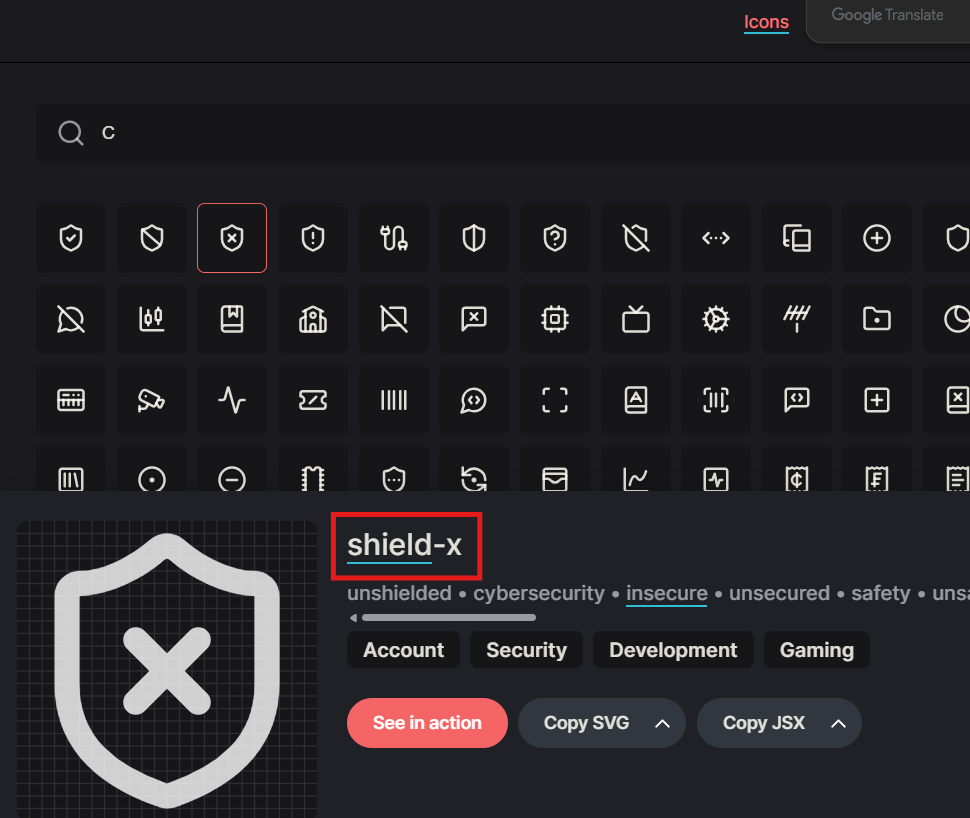 Icons
Google Translate
C
shield-x
unshielded • cybersecurity • insecure • unsecured • safety •
Account Security Development Gaming
See in action Copy SVG Copy JSX